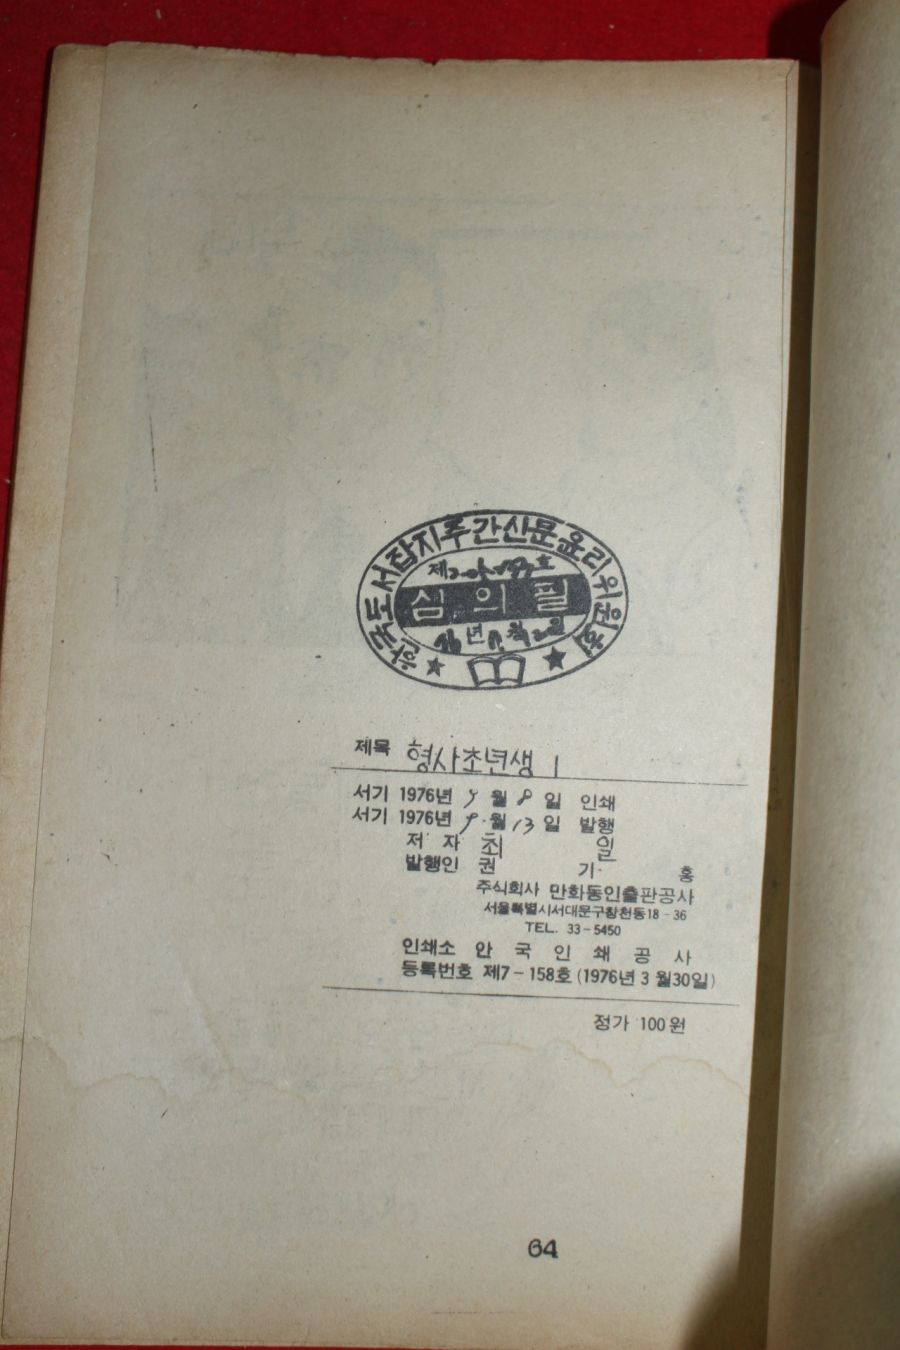 한국도서잡지주간신문윤리위원회
심의필
제목 형사초년생 1
서기 1976년 9월 8일 인쇄
서기 1976년 9월 13일 발행
저자 최 일
발행인 권 기 홍
주식회사 만화동인출판공사
서울특별시서대문구창천동18-36
TEL. 33-5450
인쇄소 안 국 인 쇄 공 사
등록번호 제7-158호 (1976년 3월30일)
정가 100원
64